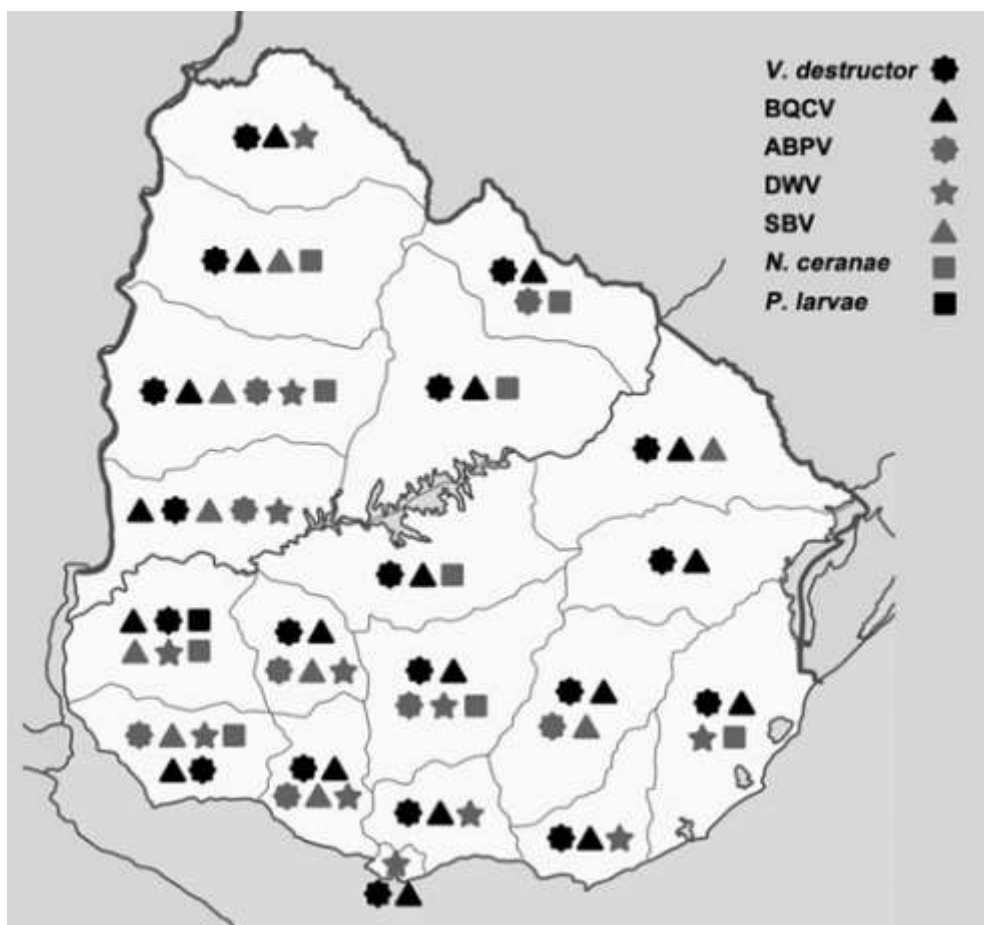 V. destructor
BQCV
ABPV
DWV
SBV
N. ceranae
P. larvae